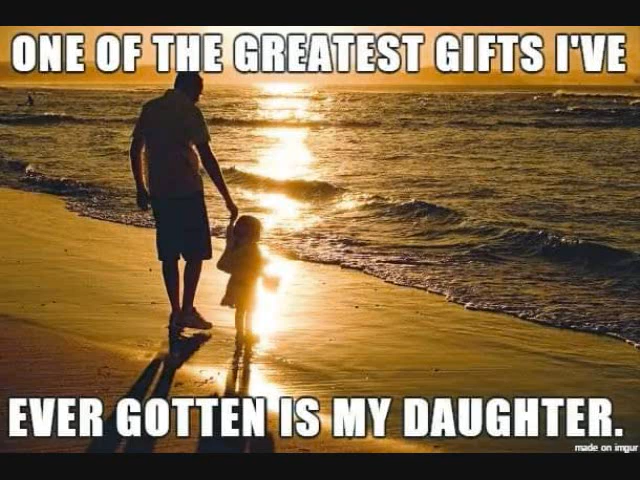 ONE OF THE GREATEST GIFTS I'VE
EVER GOTTEN IS MY DAUGHTER.
made on imgur